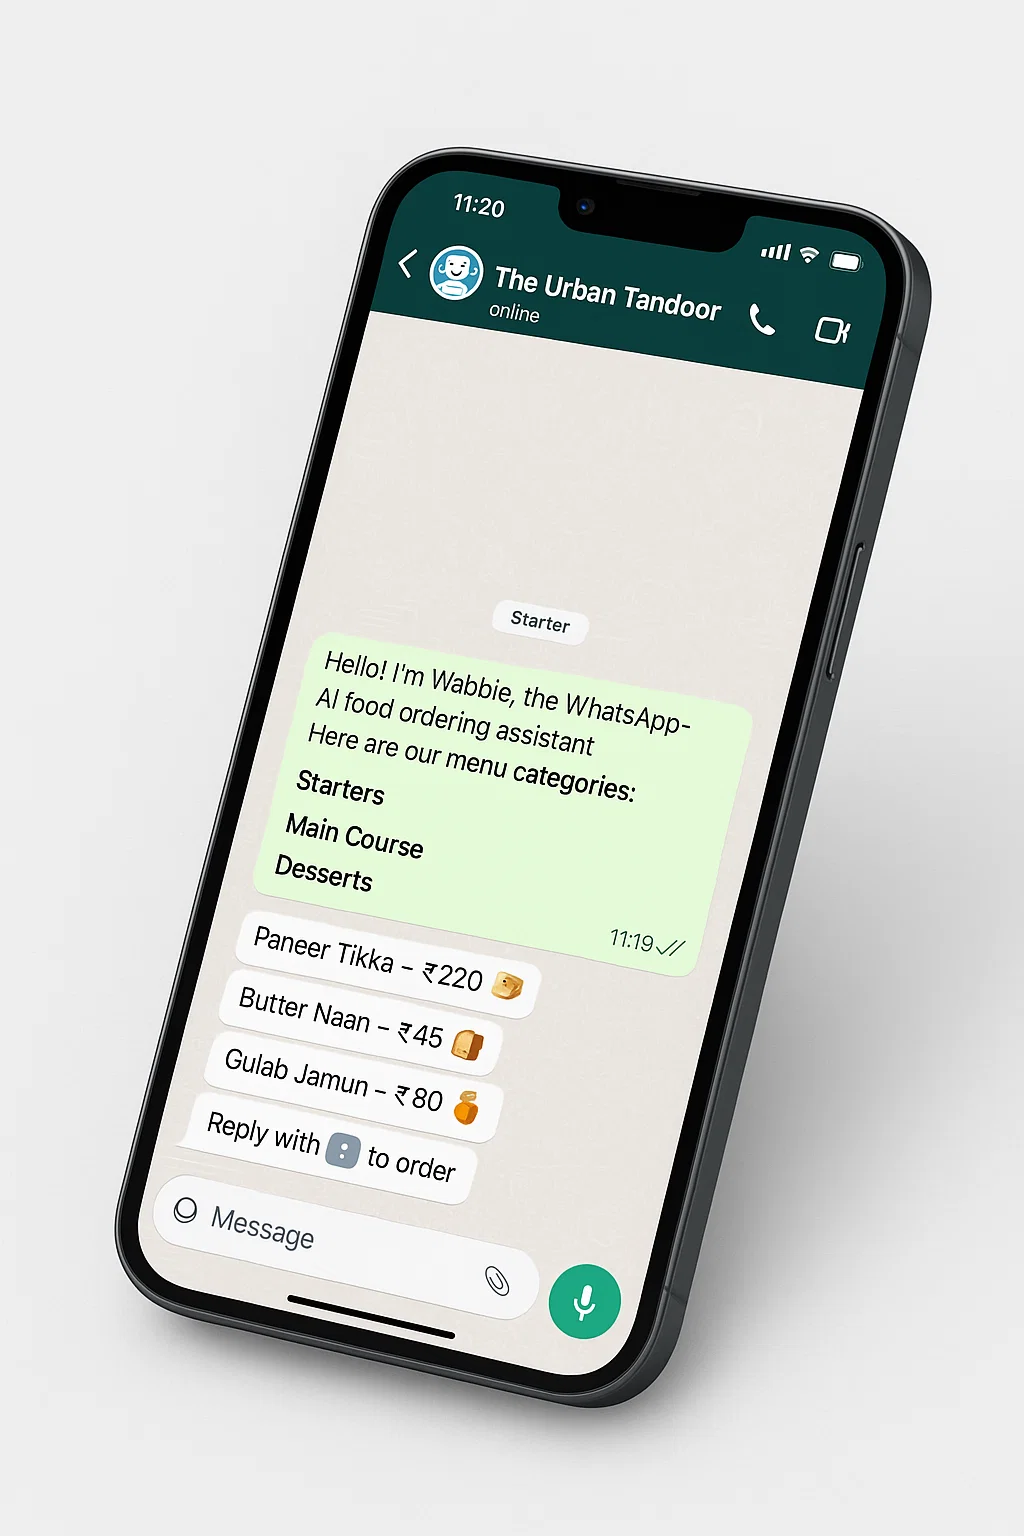 11:20
The Urban Tandoor
online
Starter
Hello! I'm Wabbie, the WhatsApp-
AI food ordering assistant
Here are our menu categories:
Starters
Main Course
Desserts
11:19
Paneer Tikka – ₹220
Butter Naan – ₹45
Gulab Jamun – ₹80
Reply with : to order
Message